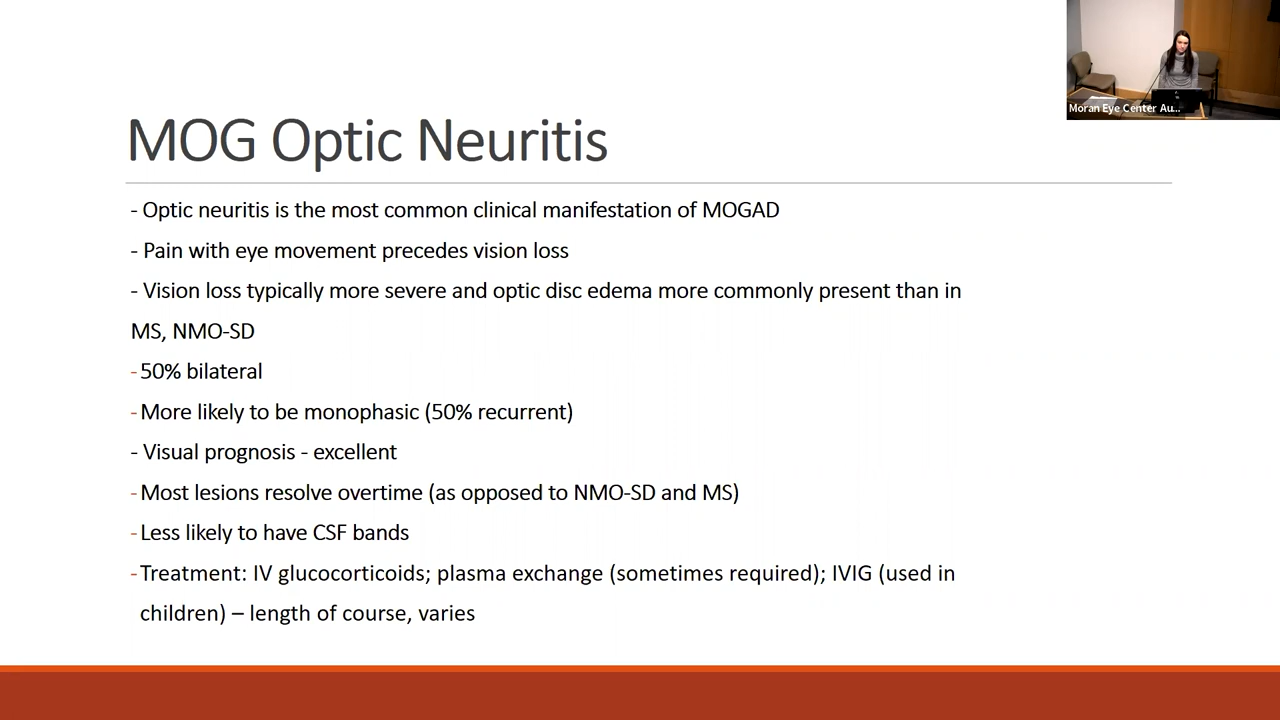 Moran Eye Center Au...
MOG Optic Neuritis
- Optic neuritis is the most common clinical manifestation of MOGAD
- Pain with eye movement precedes vision loss
- Vision loss typically more severe and optic disc edema more commonly present than in
MS, NMO-SD
-50% bilateral
-More likely to be monophasic (50% recurrent)
- Visual prognosis - excellent
-Most lesions resolve overtime (as opposed to NMO-SD and MS)
-Less likely to have CSF bands
-Treatment: IV glucocorticoids; plasma exchange (sometimes required); IVIG (used in
children) – length of course, varies